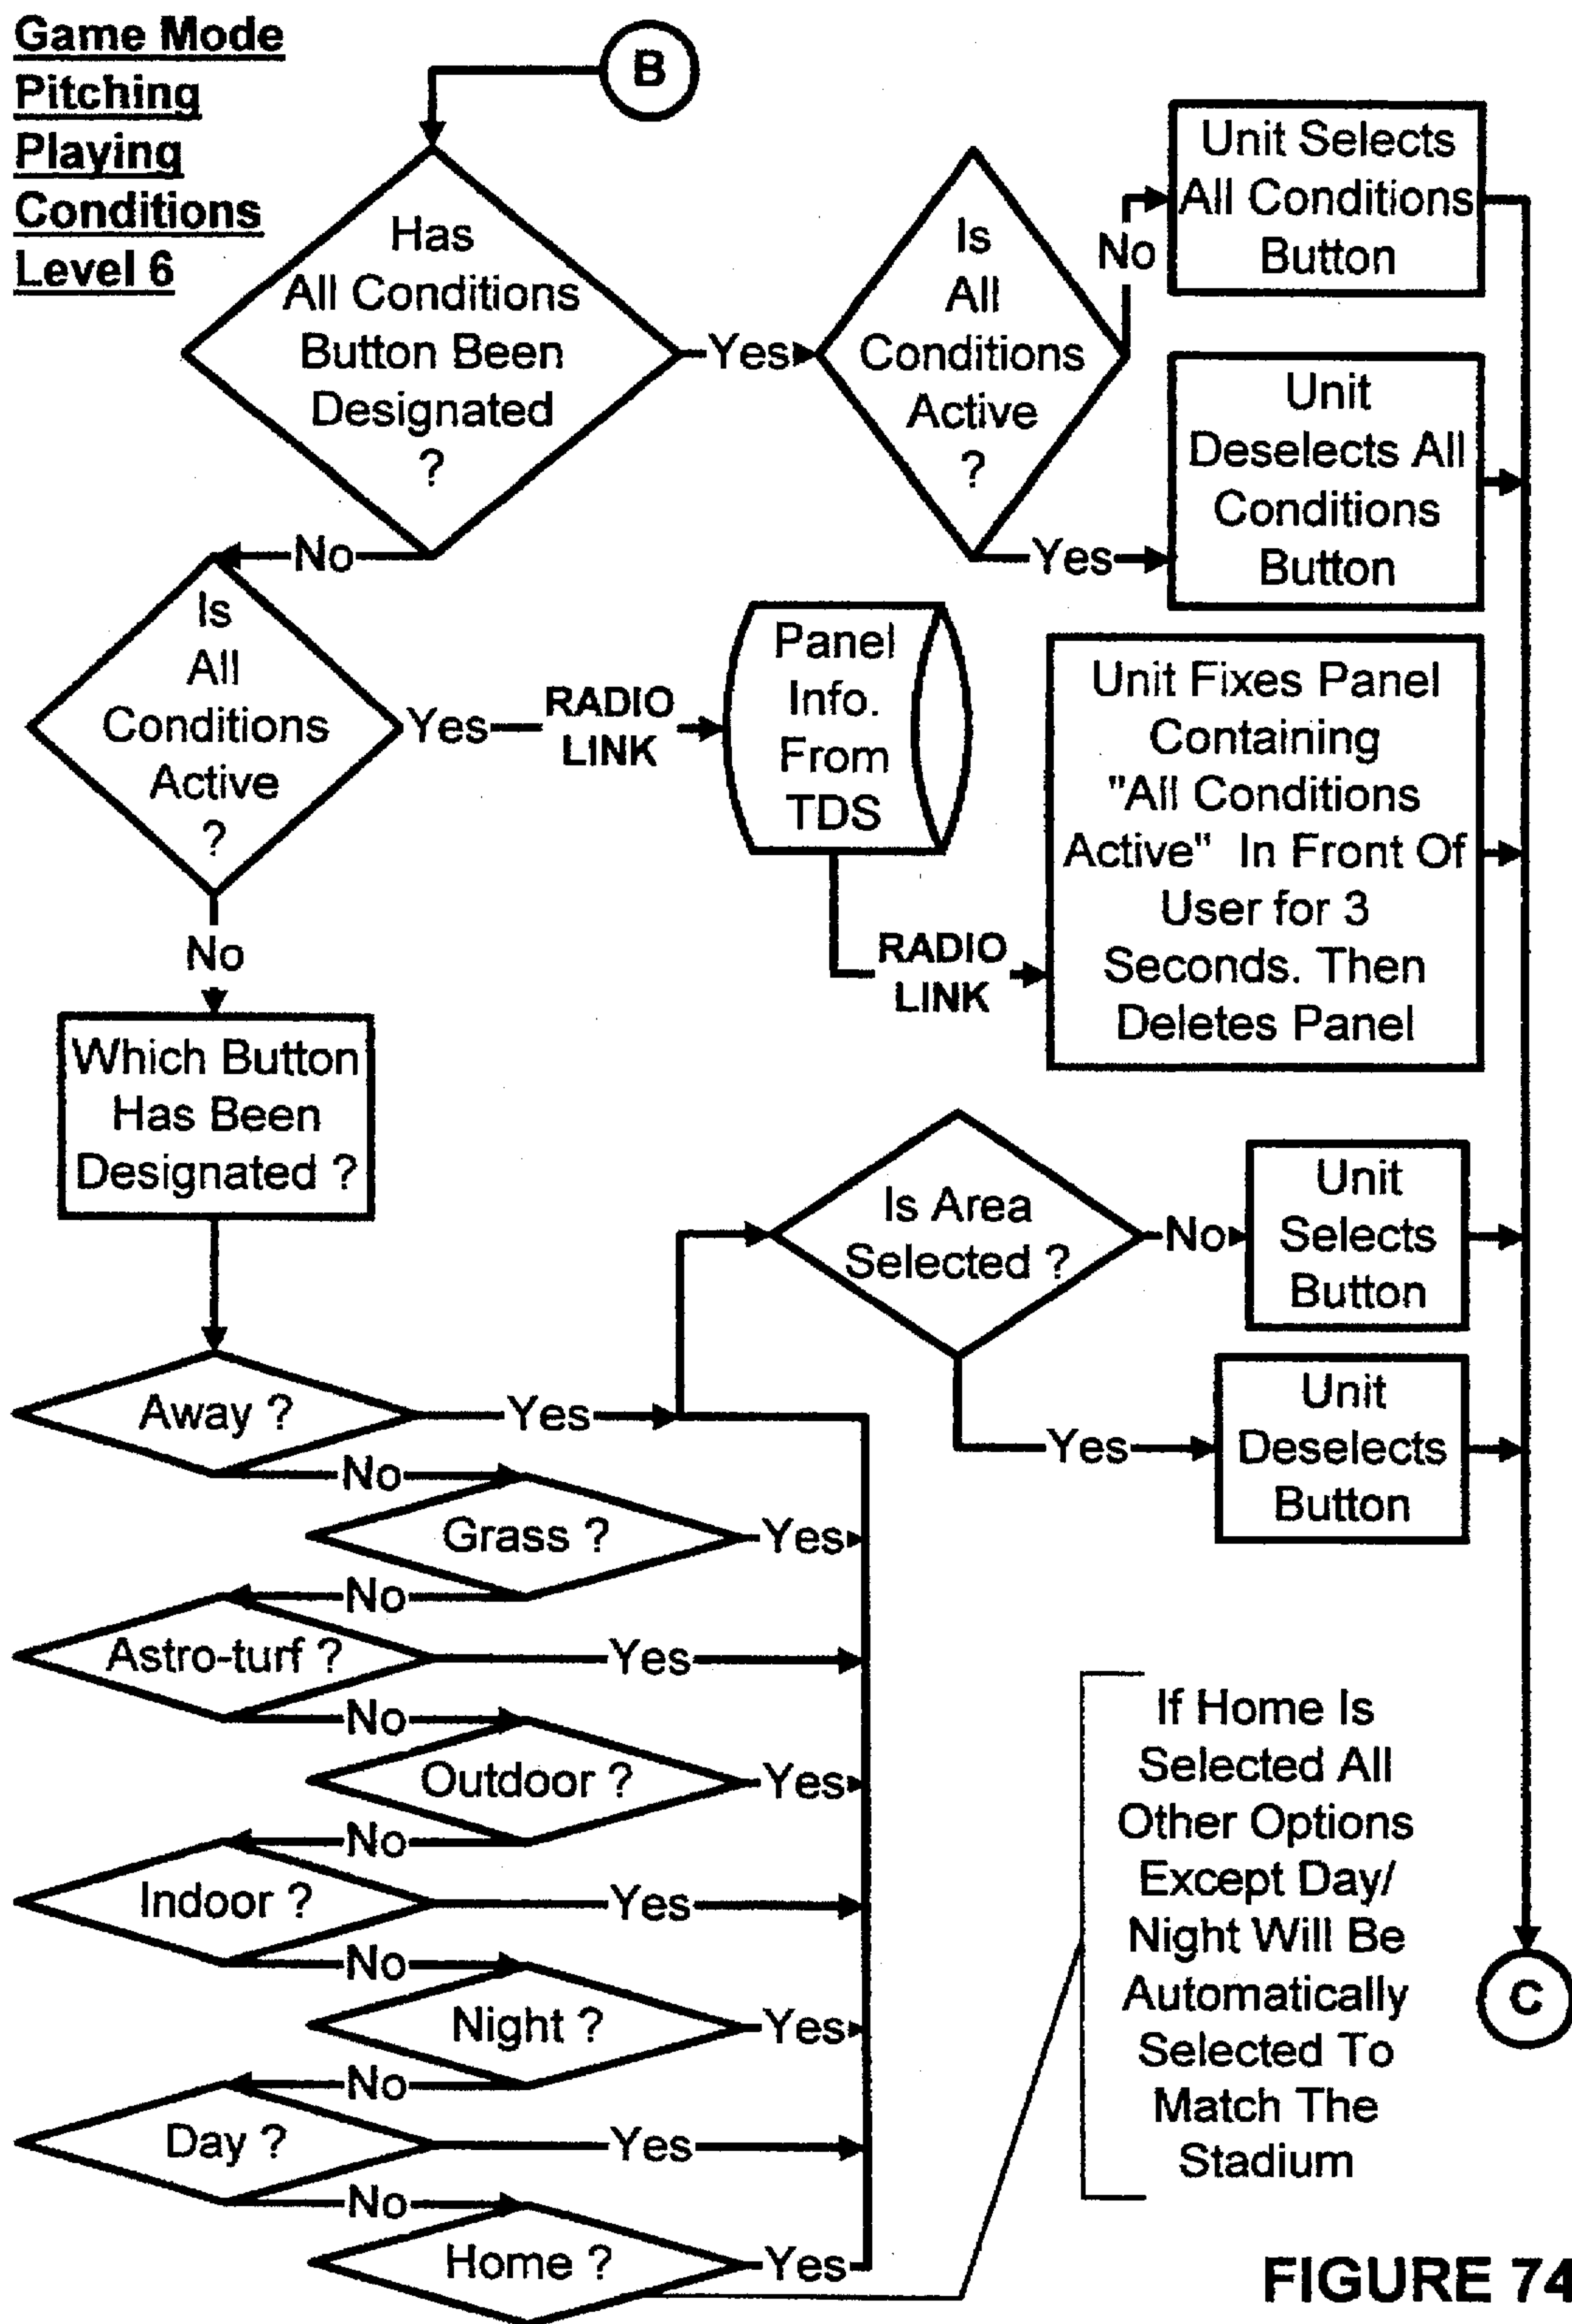 Game Mode
Pitching
Playing
Conditions
Level 6
B
Has
All Conditions
Button Been
Designated
?
Yes
Is
All
Conditions
Active
?
No
Unit Selects
All Conditions
Button
Yes
Unit
Deselects All
Conditions
Button
No
Is
All
Conditions
Active
?
Yes
RADIO
LINK
Panel
Info.
From
TDS
RADIO
LINK
Unit Fixes Panel
Containing
"All Conditions
Active" In Front Of
User for 3
Seconds. Then
Deletes Panel
No
Which Button
Has Been
Designated ?
Is Area
Selected ?
No
Unit
Selects
Button
Yes
Unit
Deselects
Button
Away ?
Yes
No
Grass ?
Yes
No
Astro-turf ?
Yes
No
Outdoor ?
Yes
No
Indoor ?
Yes
No
Night ?
Yes
No
Day ?
Yes
No
Home ?
Yes
If Home Is
Selected All
Other Options
Except Day/
Night Will Be
Automatically
Selected To
Match The
Stadium
C
FIGURE 74